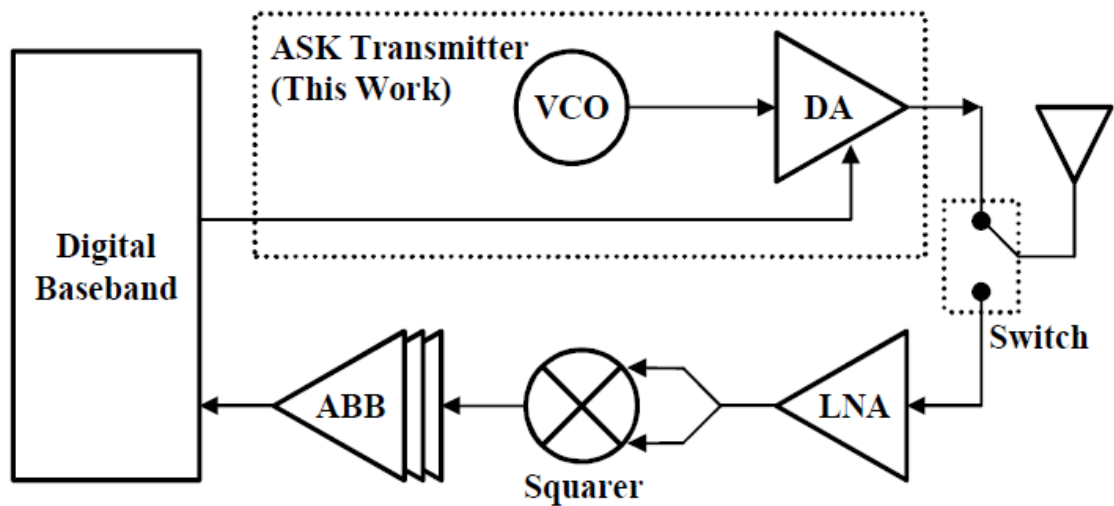 ASK Transmitter
(This Work)
VCO
DA
Digital
Baseband
Switch
ABB
LNA
Squarer